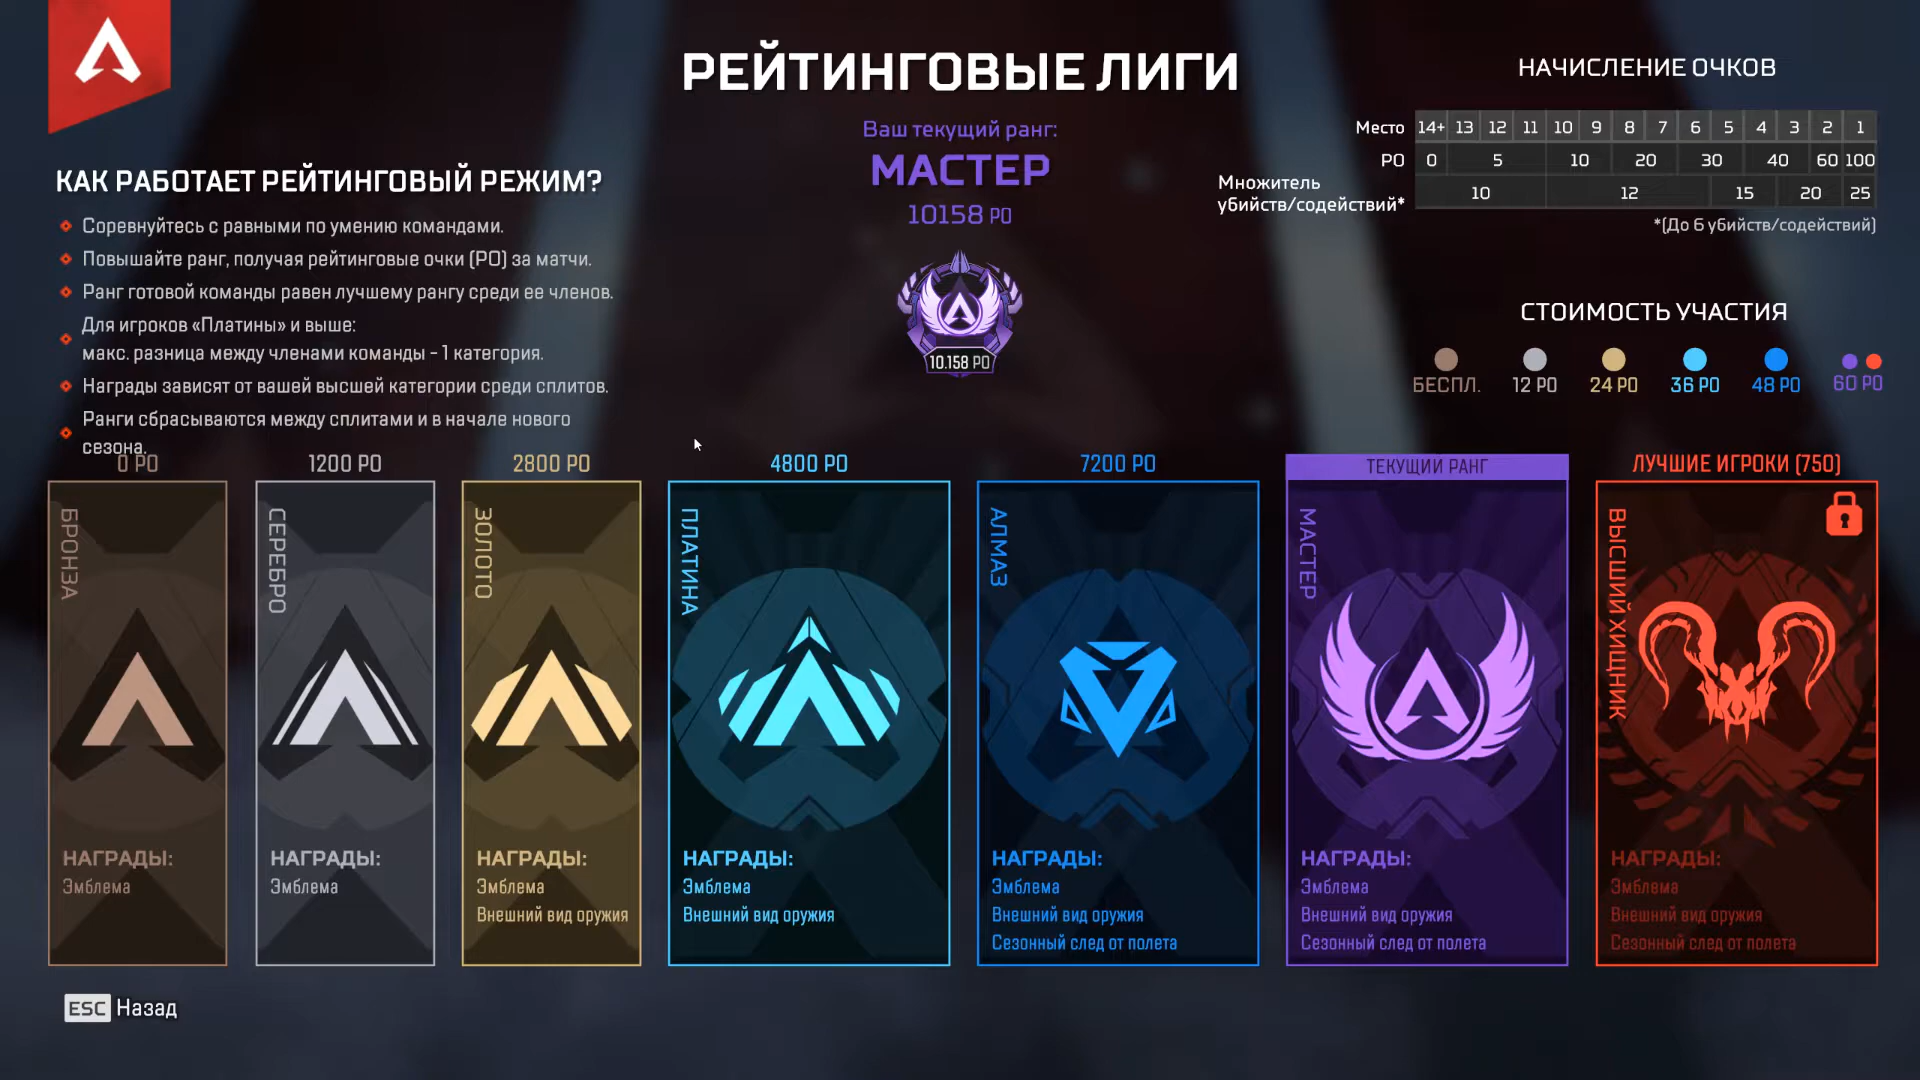 РЕЙТИНГОВЫЕ ЛИГИ
Ваш текущий ранг:
МАСТЕР
10158 РО
10.158 РО
КАК РАБОТАЕТ РЕЙТИНГОВЫЙ РЕЖИМ?
Соревнуйтесь с равными по умению командами.
Повышайте ранг, получая рейтинговые очки (РО) за матчи.
Ранг готовой команды равен лучшему рангу среди ее членов.
Для игроков «Платины» и выше:
макс. разница между членами команды – 1 категория.
Награды зависят от вашей высшей категории среди сплитов.
Ранги сбрасываются между сплитами и в начале нового
сезона.
НАЧИСЛЕНИЕ ОЧКОВ
Место 14+ 13 12 11 10 9 8 7 6 5 4 3 2 1
РО 0 5 10 20 30 40 60 100
Множитель
убийств/содействий* 10 12 15 20 25
*(До 6 убийств/содействий)
СТОИМОСТЬ УЧАСТИЯ
БЕСПЛ. 12 РО 24 РО 36 РО 48 РО 60 РО
0 РО
БРОНЗА
НАГРАДЫ:
Эмблема
1200 РО
СЕРЕБРО
НАГРАДЫ:
Эмблема
2800 РО
ЗОЛОТО
НАГРАДЫ:
Эмблема
Внешний вид оружия
4800 РО
ПЛАТИНА
НАГРАДЫ:
Эмблема
Внешний вид оружия
7200 РО
АЛМАЗ
НАГРАДЫ:
Эмблема
Внешний вид оружия
Сезонный след от полета
ТЕКУЩИЙ РАНГ
МАСТЕР
НАГРАДЫ:
Эмблема
Внешний вид оружия
Сезонный след от полета
ЛУЧШИЕ ИГРОКИ (750)
ВЫСШИЙ ХИЩНИК
НАГРАДЫ:
Эмблема
Внешний вид оружия
Сезонный след от полета
ESC Назад